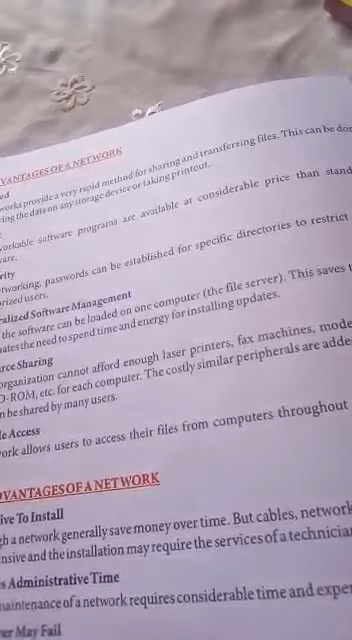 VANTAGES OF A NETWORK
ed
works provide a very rapid method for sharing and transferring files. This can be don
ring the data on any storage device or taking printout.
workable software programs are available at considerable price than stand
ware.
rity
tworking, passwords can be established for specific directories to restrict
orized users.
ralized Software Management
the software can be loaded on one computer (the file server). This saves t
nates the need to spend time and energy for installing updates.
urce Sharing
organization cannot afford enough laser printers, fax machines, mode
D-ROM, etc. for each computer. The costly similar peripherals are adde
n be shared by many users.
le Access
ork allows users to access their files from computers throughout
DVANTAGES OF A NETWORK
ive To Install
gh a network generally save money over time. But cables, network
nsive and the installation may require the services of a technician
s Administrative Time
maintenance of a network requires considerable time and exper
ver May Fail